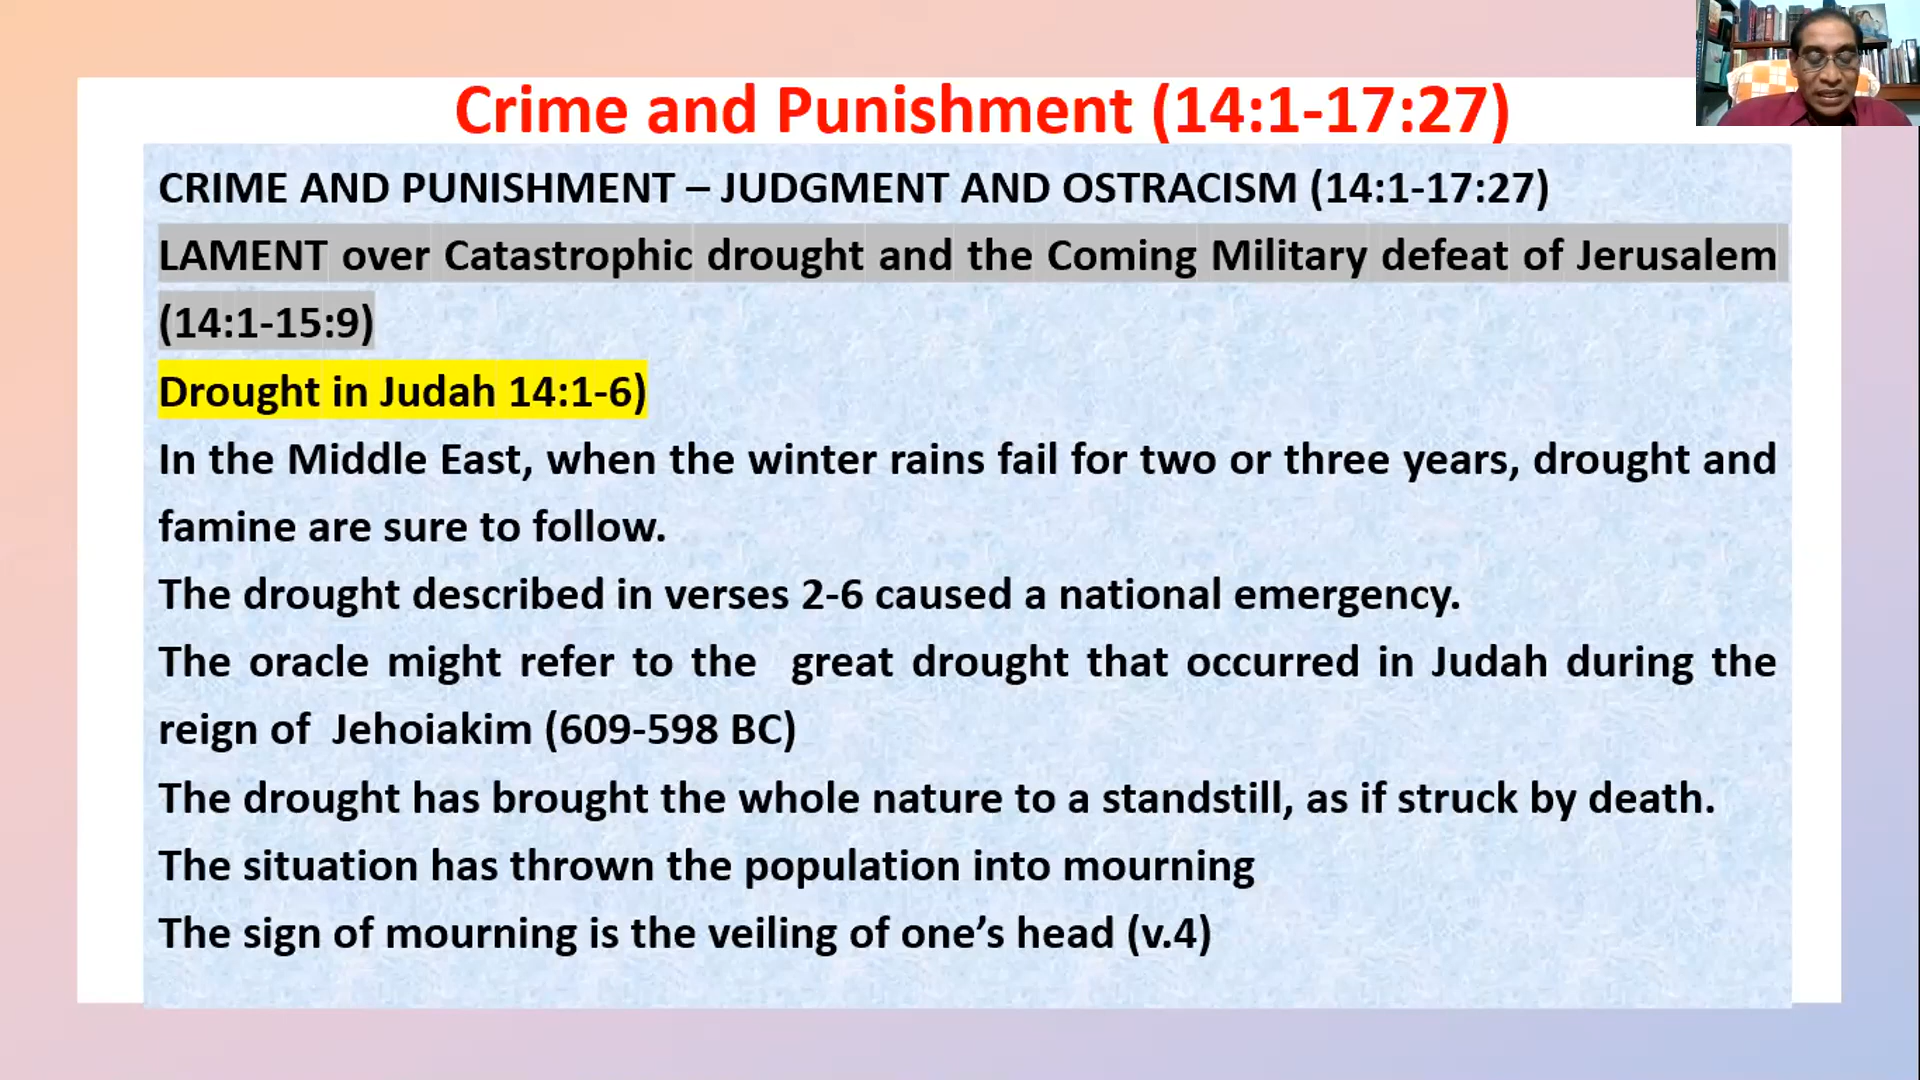 Crime and Punishment (14:1-17:27)
CRIME AND PUNISHMENT – JUDGMENT AND OSTRACISM (14:1-17:27)
LAMENT over Catastrophic drought and the Coming Military defeat of Jerusalem
(14:1-15:9)
Drought in Judah 14:1-6)
In the Middle East, when the winter rains fail for two or three years, drought and
famine are sure to follow.
The drought described in verses 2-6 caused a national emergency.
The oracle might refer to the great drought that occurred in Judah during the
reign of Jehoiakim (609-598 BC)
The drought has brought the whole nature to a standstill, as if struck by death.
The situation has thrown the population into mourning
The sign of mourning is the veiling of one’s head (v.4)